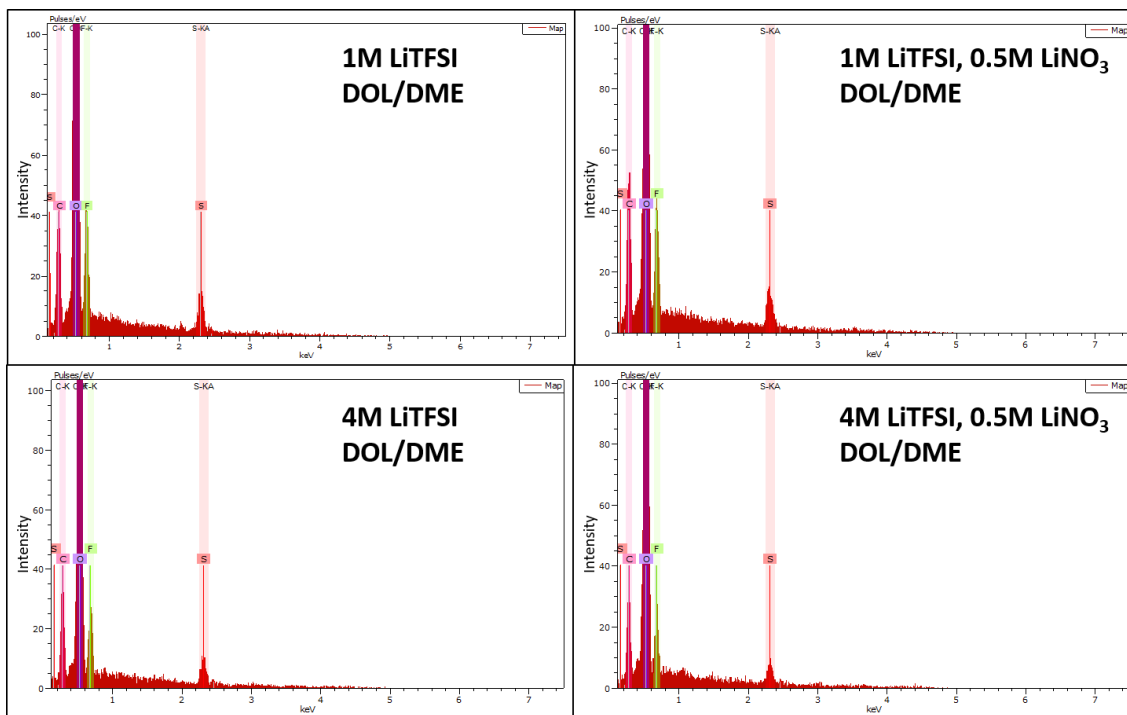 Pulses/eV
C-K F-K S-KA Map
1M LiTFSI
DOL/DME
Intensity
100
80
60
40
20
0
S C O F S
1 2 3 4 5 6 7
keV
Pulses/eV
C-K F-K S-KA Map
1M LiTFSI, 0.5M LiNO₃
DOL/DME
Intensity
100
80
60
40
20
0
S C O F S
1 2 3 4 5 6 7
keV
Pulses/eV
C-K F-K S-KA Map
4M LiTFSI
DOL/DME
Intensity
100
80
60
40
20
0
S C O F S
1 2 3 4 5 6 7
keV
Pulses/eV
C-K F-K S-KA Map
4M LiTFSI, 0.5M LiNO₃
DOL/DME
Intensity
100
80
60
40
20
0
S C O F S
1 2 3 4 5 6 7
keV